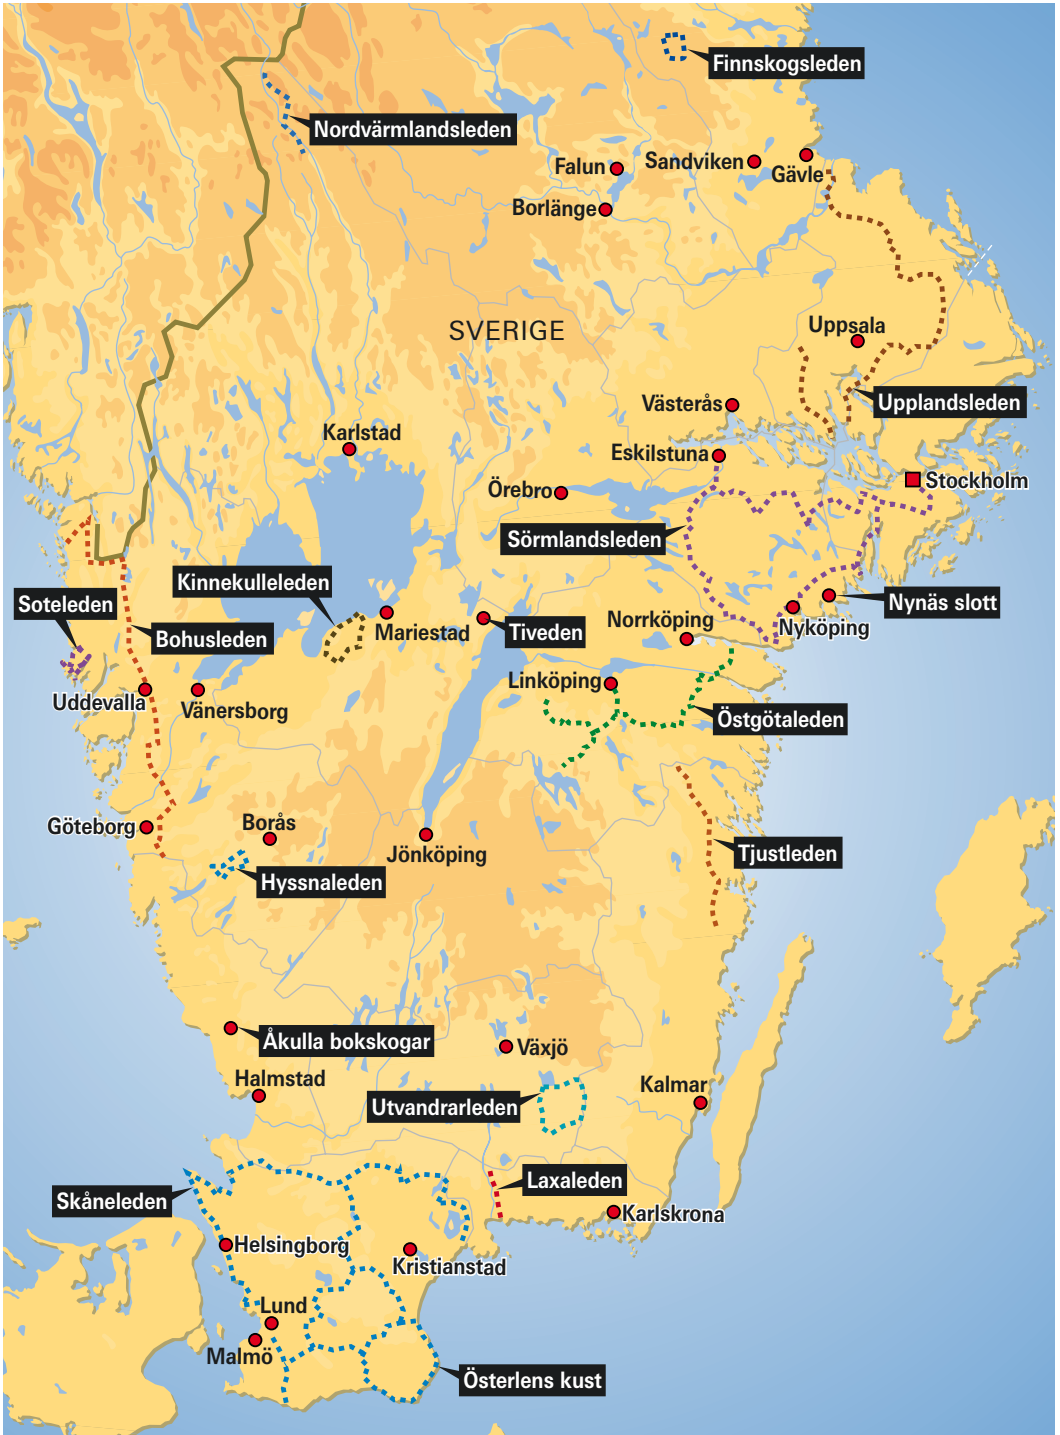 Finnskogsleden
Nordvärmlandsleden
Falun
Sandviken
Gävle
Borlänge
SVERIGE
Uppsala
Västerås
Upplandsleden
Karlstad
Eskilstuna
Örebro
Stockholm
Sörmlandsleden
Kinnekulleleden
Soteleden
Nynäs slott
Bohusleden
Mariestad
Tiveden
Norrköping
Nyköping
Linköping
Uddevalla
Vänersborg
Östgötaleden
Göteborg
Borås
Jönköping
Tjustleden
Hyssnaleden
Åkulla bokskogar
Växjö
Halmstad
Kalmar
Utvandrarleden
Laxaleden
Skåneleden
Karlskrona
Helsingborg
Kristianstad
Lund
Malmö
Österlens kust